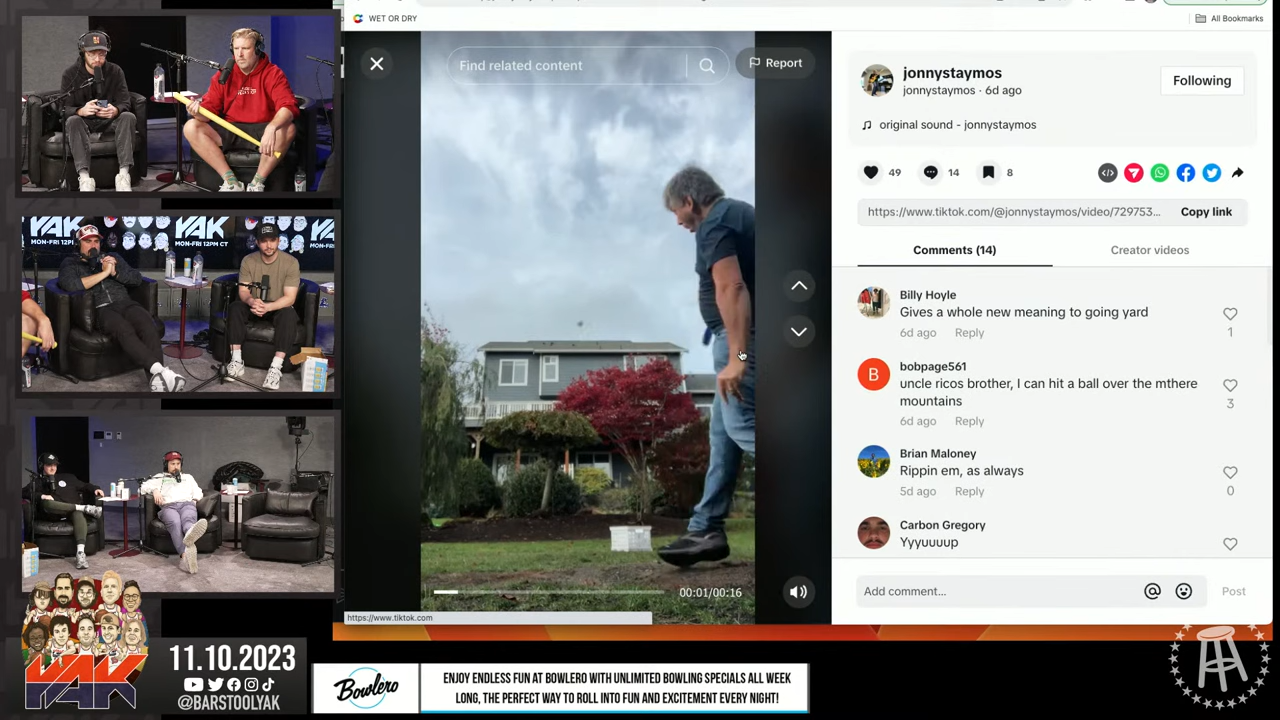 WET OR DRY
All Bookmarks
Find related content
Report
jonnystaymos
jonnystaymos · 6d ago
Following
original sound - jonnystaymos
49
14
8
https://www.tiktok.com/@jonnystaymos/video/729753...
Copy link
Comments (14)
Creator videos
Billy Hoyle
Gives a whole new meaning to going yard
6d ago
Reply
1
B
bobpage561
uncle ricos brother, I can hit a ball over the mthere
mountains
6d ago
Reply
3
Brian Maloney
Rippin em, as always
5d ago
Reply
0
Carbon Gregory
Yyyuuuup
00:01/00:16
https://www.tiktok.com
Add comment...
Post
YAK
YAK
MON-FRI 12PM CT
YAK
11.10.2023
@BARSTOOLYAK
Bowlero
ENJOY ENDLESS FUN AT BOWLERO WITH UNLIMITED BOWLING SPECIALS ALL WEEK
LONG, THE PERFECT WAY TO ROLL INTO FUN AND EXCITEMENT EVERY NIGHT!